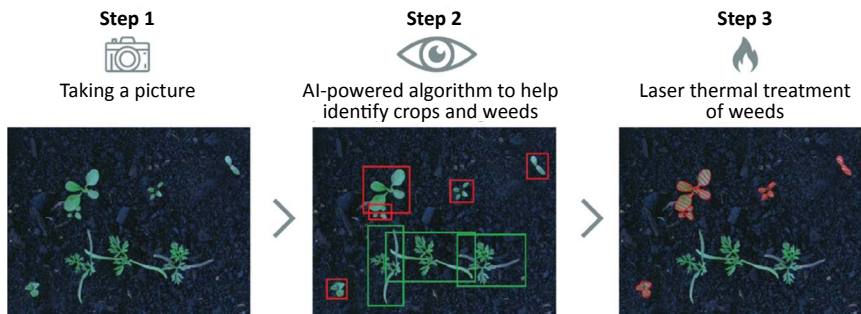 Step 1
Taking a picture
Step 2
AI-powered algorithm to help
identify crops and weeds
Step 3
Laser thermal treatment
of weeds